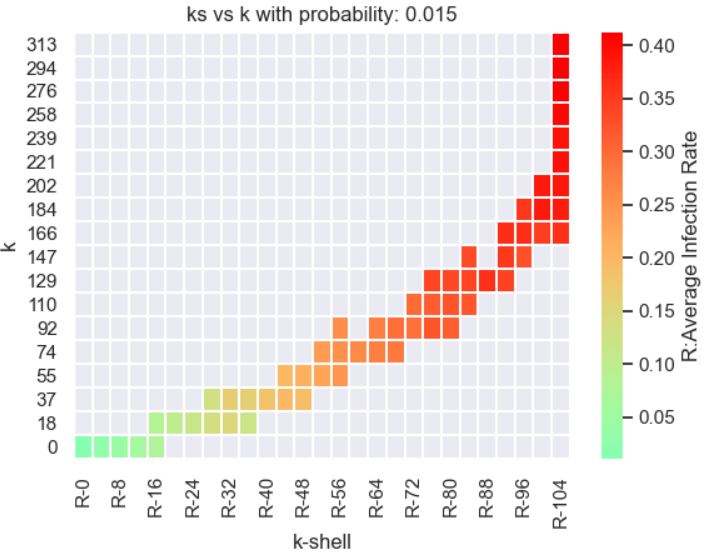 ks vs k with probability: 0.015
313
294
276
258
239
221
202
184
166
147
129
110
92
74
55
37
18
0
k
R-0
R-8
R-16
R-24
R-32
R-40
R-48
R-56
R-64
R-72
R-80
R-88
R-96
R-104
k-shell
0.40
0.35
0.30
0.25
0.20
0.15
0.10
0.05
R:Average Infection Rate